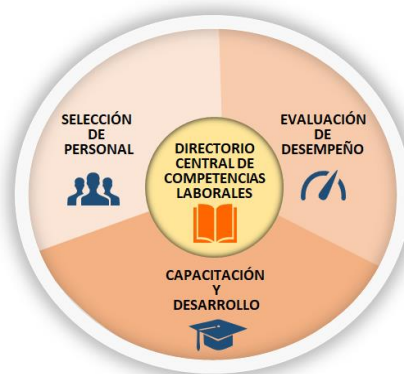 SELECCIÓN
DE
PERSONAL
DIRECTORIO
CENTRAL DE
COMPETENCIAS
LABORALES
EVALUACIÓN
DE
DESEMPEÑO
CAPACITACIÓN
Y
DESARROLLO